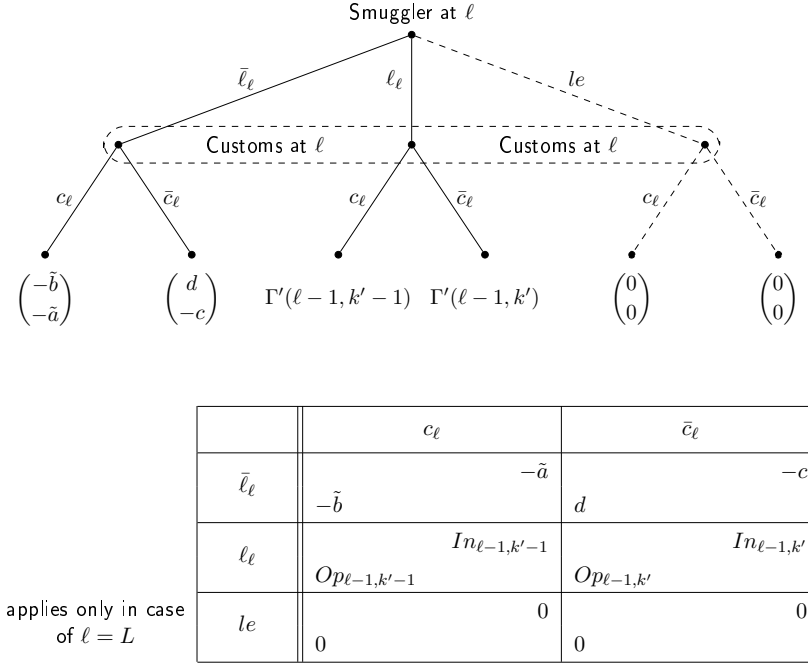 Smuggler at ℓ
ℓ̄_ℓ ℓ_ℓ le
Customs at ℓ Customs at ℓ
c_ℓ c̄_ℓ c_ℓ c̄_ℓ c_ℓ c̄_ℓ
(−b̃ −ã) (d −c) Γ′(ℓ−1, k′−1) Γ′(ℓ−1, k′) (0 0) (0 0)
c_ℓ c̄_ℓ
ℓ̄_ℓ −ã −c
−b̃ d
ℓ_ℓ In_{ℓ−1,k′−1} In_{ℓ−1,k′}
Op_{ℓ−1,k′−1} Op_{ℓ−1,k′}
applies only in case
of ℓ = L
le 0 0
0 0